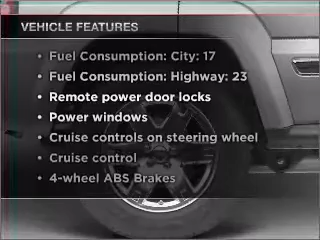 VEHICLE FEATURES
• Fuel Consumption: City: 17
• Fuel Consumption: Highway: 23
• Remote power door locks
• Power windows
• Cruise controls on steering wheel
• Cruise control
• 4-wheel ABS Brakes